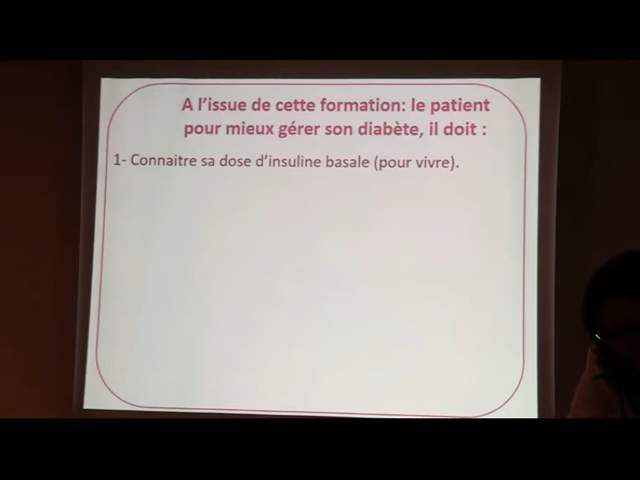 A l’issue de cette formation: le patient
pour mieux gérer son diabète, il doit :
1- Connaitre sa dose d’insuline basale (pour vivre).